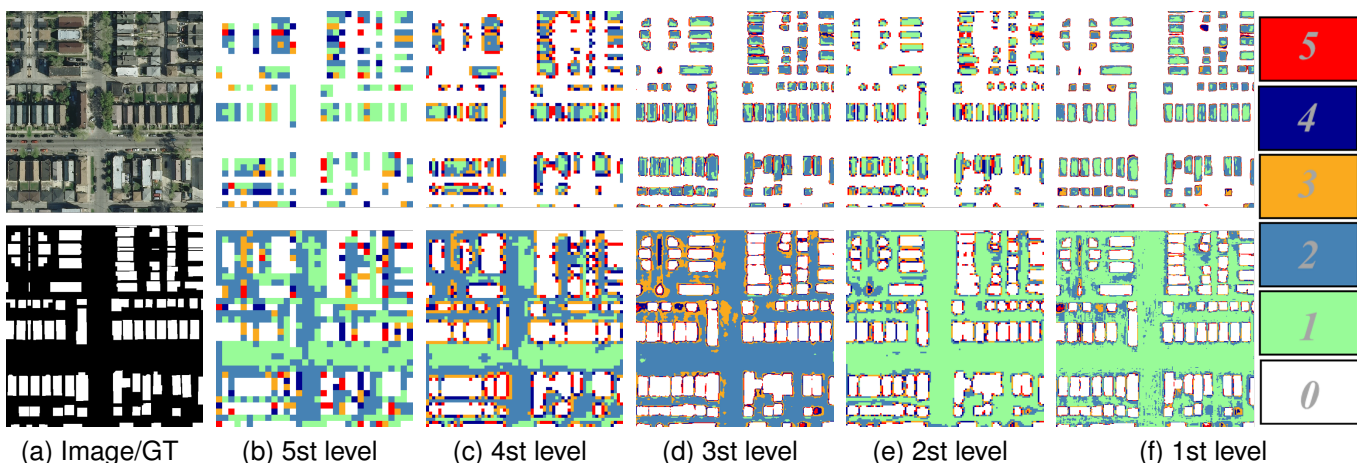 5
4
3
2
1
0
(a) Image/GT
(b) 5st level
(c) 4st level
(d) 3st level
(e) 2st level
(f) 1st level